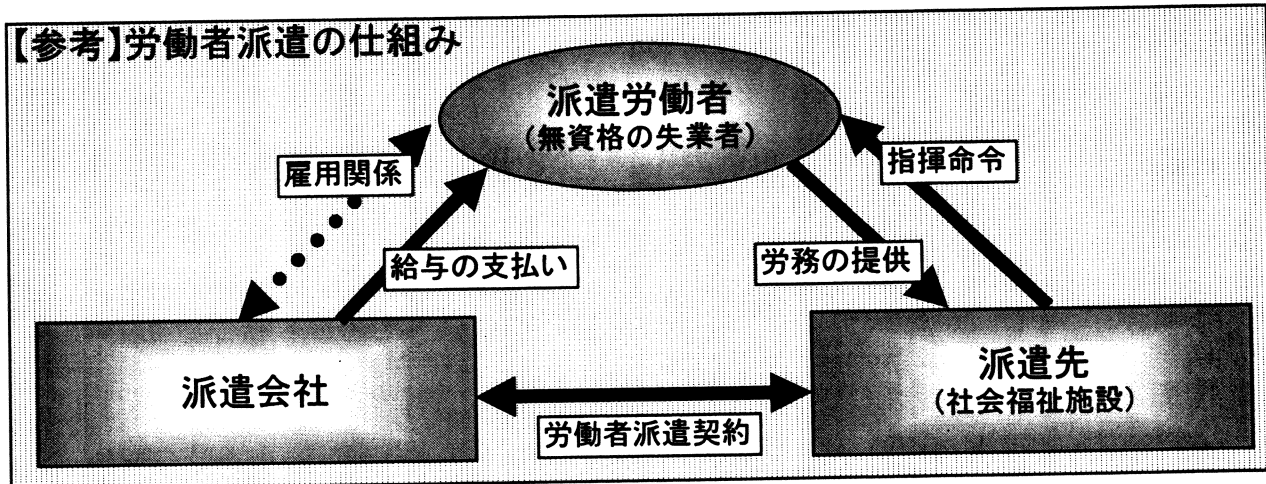 【参考】労働者派遣の仕組み
派遣労働者
(無資格の失業者)
雇用関係
指揮命令
給与の支払い
労務の提供
派遣会社
派遣先
(社会福祉施設)
労働者派遣契約